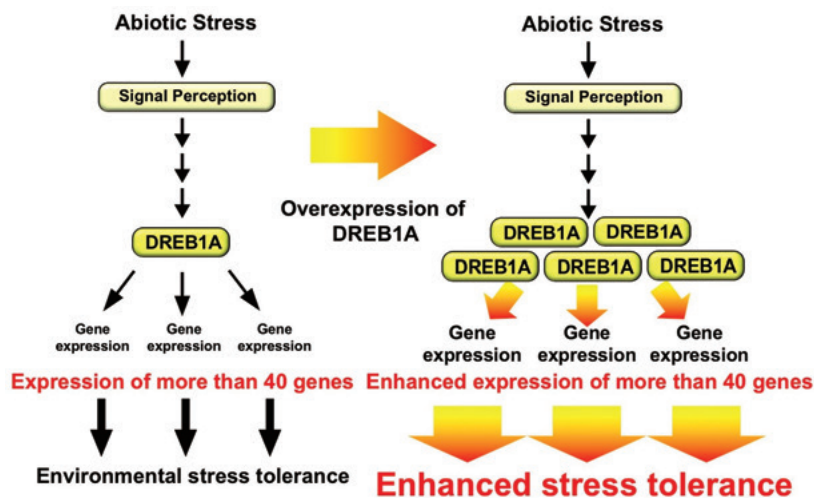 Abiotic Stress
Signal Perception
DREB1A
Gene
expression
Gene
expression
Gene
expression
Expression of more than 40 genes
Environmental stress tolerance
Overexpression of
DREB1A
Abiotic Stress
Signal Perception
DREB1A DREB1A
DREB1A DREB1A DREB1A
Gene
expression
Gene
expression
Gene
expression
Enhanced expression of more than 40 genes
Enhanced stress tolerance